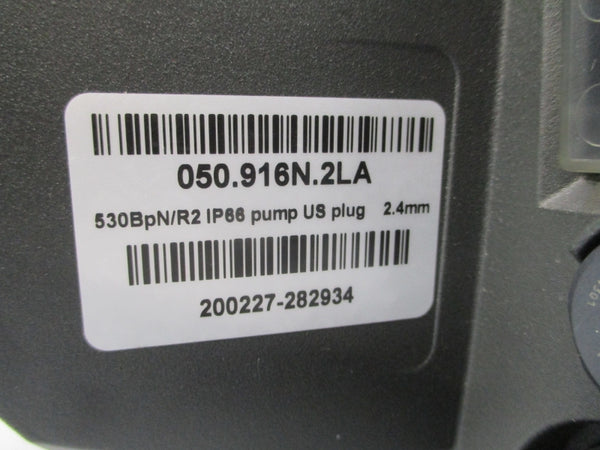 050.916N.2LA
530BpN/R2 IP66 pump US plug 2.4mm
200227-282934